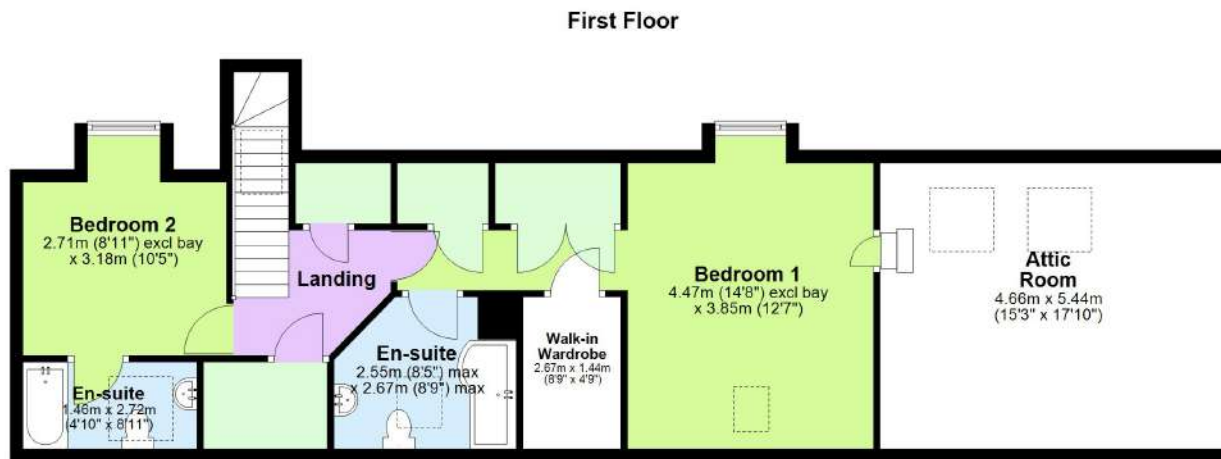 First Floor
Bedroom 2
2.71m (8'11") excl bay
x 3.18m (10'5")
Landing
Bedroom 1
4.47m (14'8") excl bay
x 3.85m (12'7")
Attic
Room
4.66m x 5.44m
(15'3" x 17'10")
En-suite
1.46m x 2.72m
(4'10" x 8'11")
En-suite
2.55m (8'5") max
x 2.67m (8'9") max
Walk-in
Wardrobe
2.67m x 1.44m
(8'9" x 4'9")